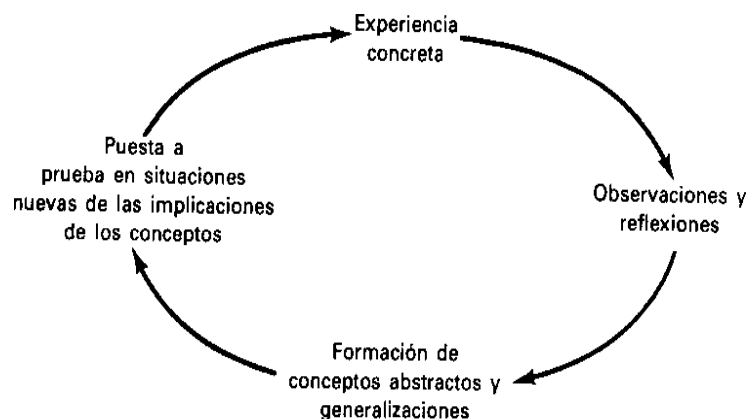 Experiencia
concreta
Observaciones y
reflexiones
Formación de
conceptos abstractos y
generalizaciones
Puesta a
prueba en situaciones
nuevas de las implicaciones
de los conceptos